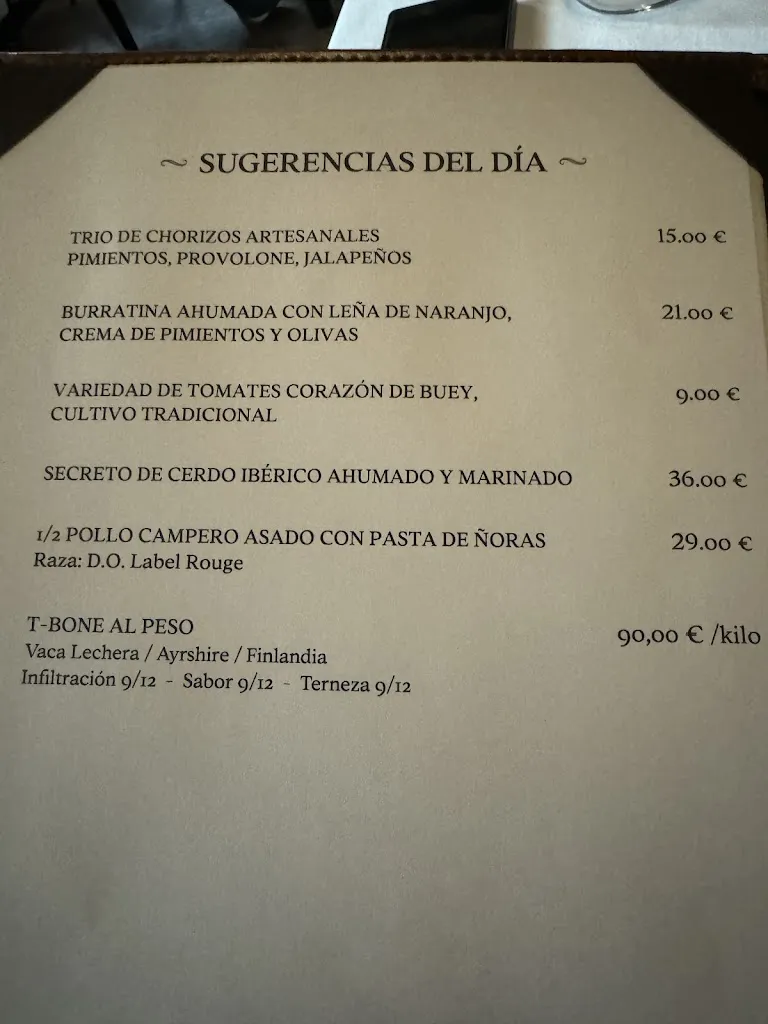 ~ SUGERENCIAS DEL DÍA ~
TRIO DE CHORIZOS ARTESANALES 15.00 €
PIMIENTOS, PROVOLONE, JALAPEÑOS
BURRATINA AHUMADA CON LEÑA DE NARANJO, 21.00 €
CREMA DE PIMIENTOS Y OLIVAS
VARIEDAD DE TOMATES CORAZÓN DE BUEY, 9.00 €
CULTIVO TRADICIONAL
SECRETO DE CERDO IBÉRICO AHUMADO Y MARINADO 36.00 €
1/2 POLLO CAMPERO ASADO CON PASTA DE ÑORAS 29.00 €
Raza: D.O. Label Rouge
T-BONE AL PESO 90,00 € /kilo
Vaca Lechera / Ayrshire / Finlandia
Infiltración 9/12 - Sabor 9/12 - Terneza 9/12